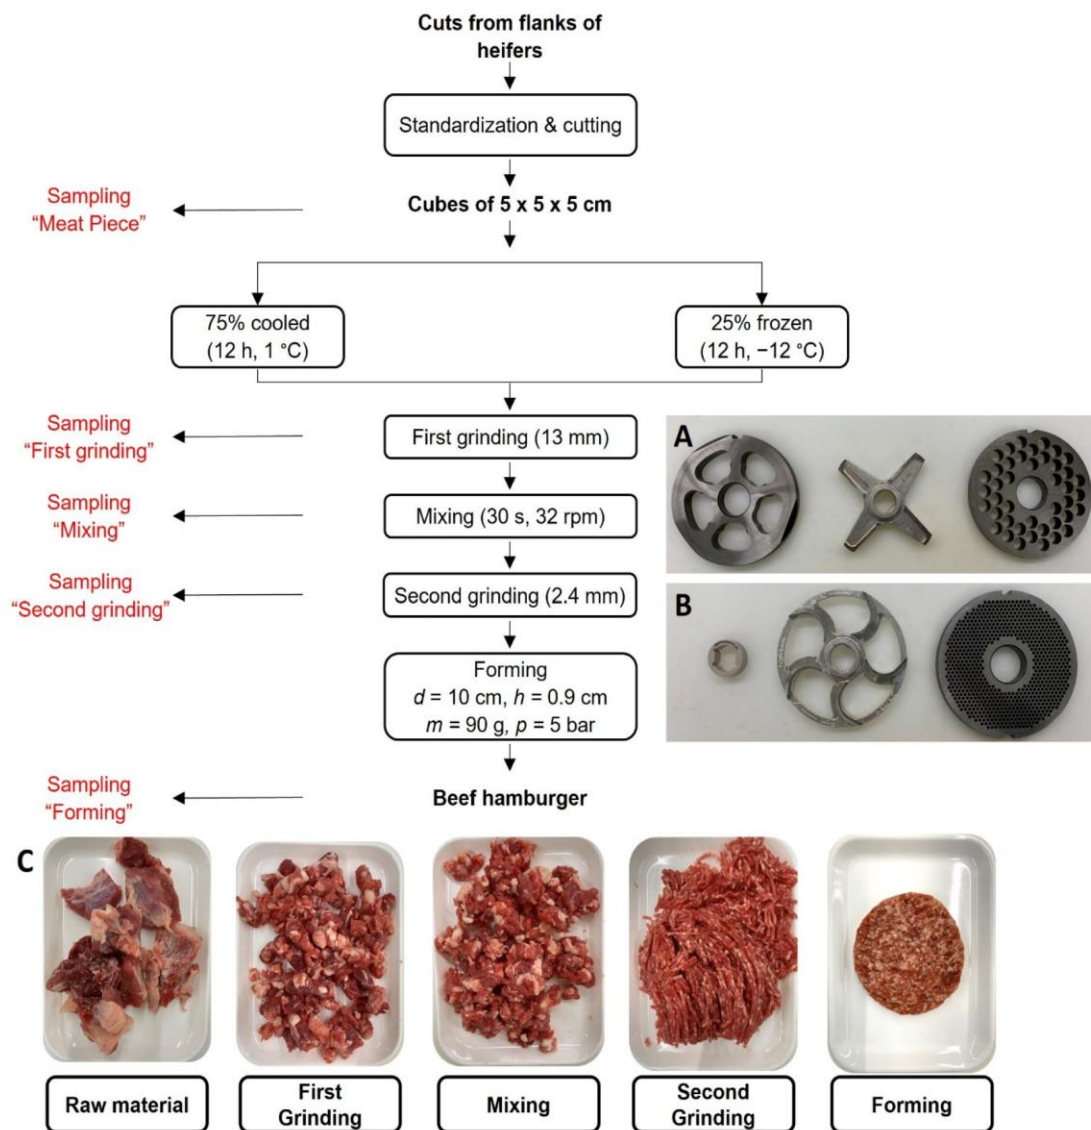 Cuts from flanks of
heifers
Standardization & cutting
Sampling
“Meat Piece”
Cubes of 5 x 5 x 5 cm
75% cooled
(12 h, 1 °C)
25% frozen
(12 h, −12 °C)
Sampling
“First grinding”
First grinding (13 mm)
A
Sampling
“Mixing”
Mixing (30 s, 32 rpm)
Sampling
“Second grinding”
Second grinding (2.4 mm)
B
Forming
d = 10 cm, h = 0.9 cm
m = 90 g, p = 5 bar
Sampling
“Forming”
Beef hamburger
C
Raw material
First
Grinding
Mixing
Second
Grinding
Forming